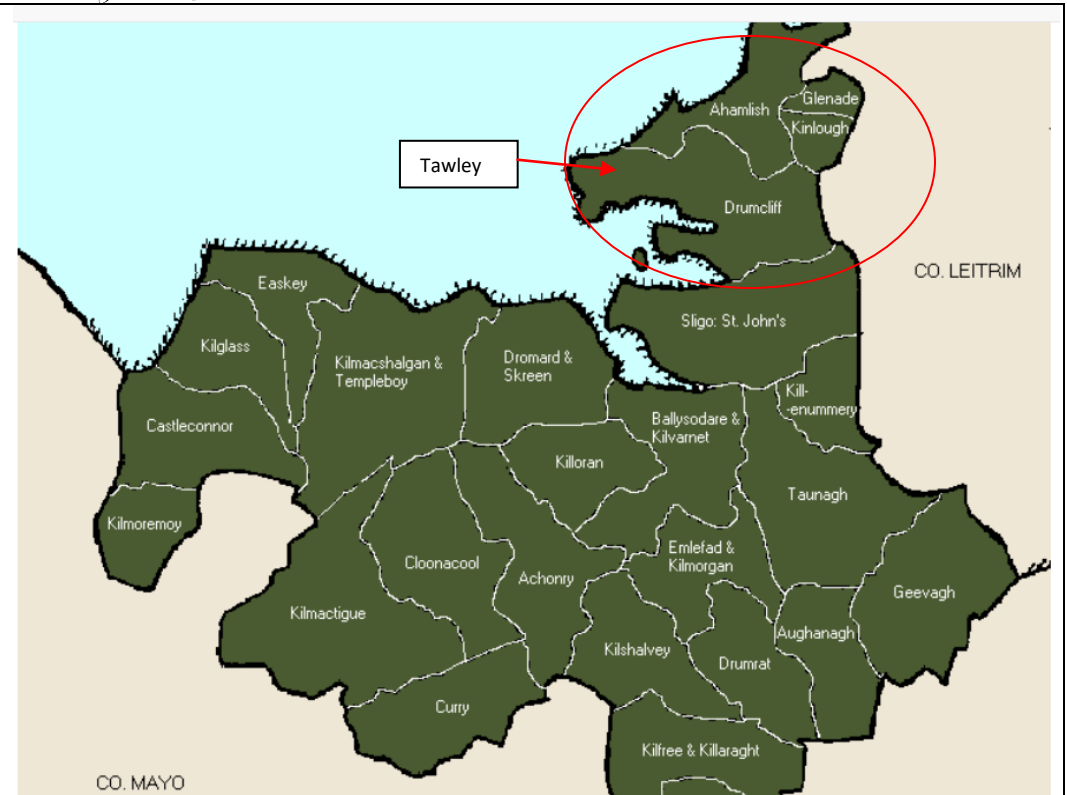 Ahamlish
Glenade
Kinlough
Tawley
Drumcliff
CO. LEITRIM
Easkey
Sligo: St. John's
Kilglass
Kilmacshalgan &
Templeboy
Dromard &
Skreen
Kill-
-enummery
Castleconnor
Ballysodare &
Kilvarnet
Killoran
Taunagh
Kilmoremoy
Emlefad &
Kilmorgan
Cloonacool
Achonry
Geevagh
Kilmactigue
Aughanagh
Kilshalvey
Drumrat
Curry
Kilfree & Killaraght
CO. MAYO